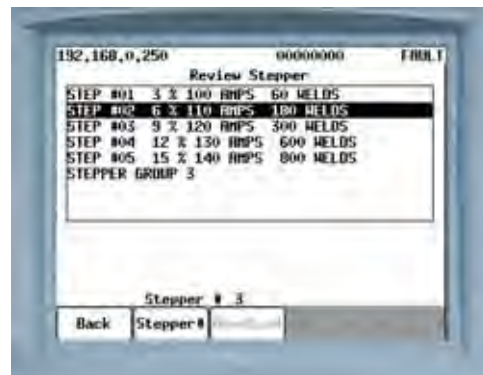 192,168,0,250 00000000 FAULT
Review Stepper
STEP #01 3 % 100 AMPS 60 WELDS
STEP #02 6 % 110 AMPS 180 WELDS
STEP #03 9 % 120 AMPS 300 WELDS
STEP #04 12 % 130 AMPS 600 WELDS
STEP #05 15 % 140 AMPS 800 WELDS
STEPPER GROUP 3
Stepper # 3
Back Stepper#